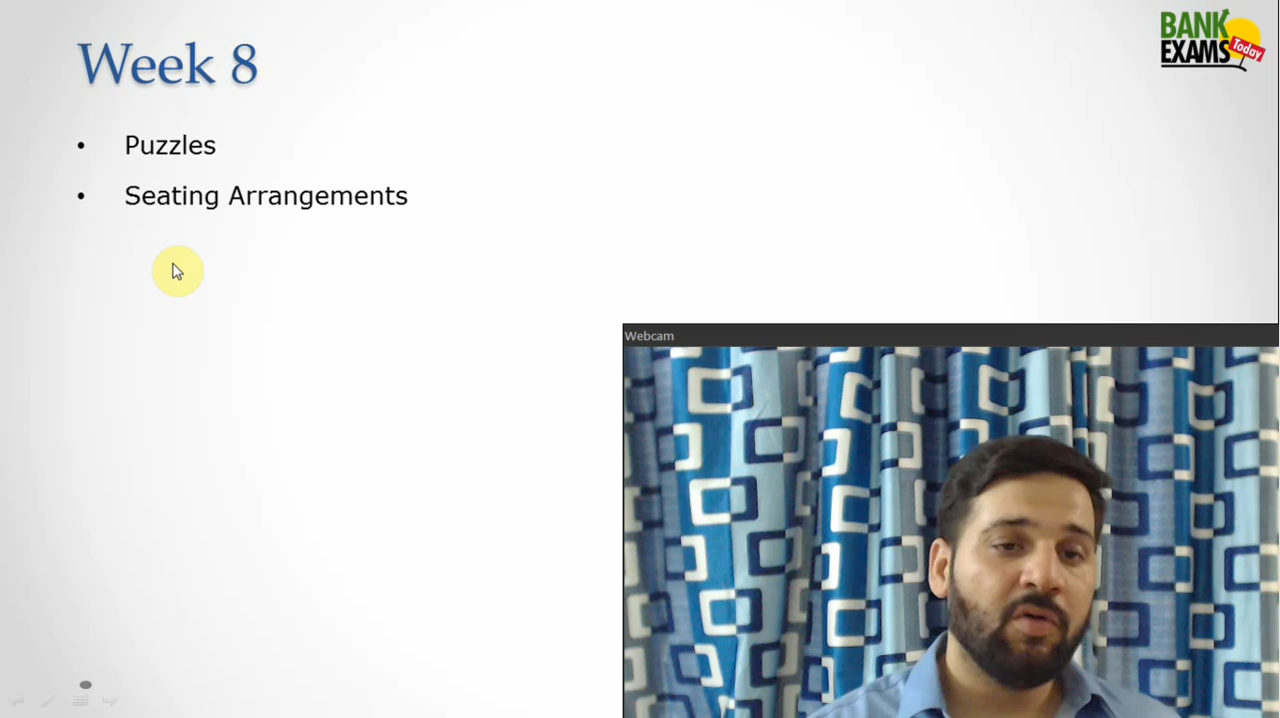 Week 8
BANK
EXAMS Today
• Puzzles
• Seating Arrangements
Webcam